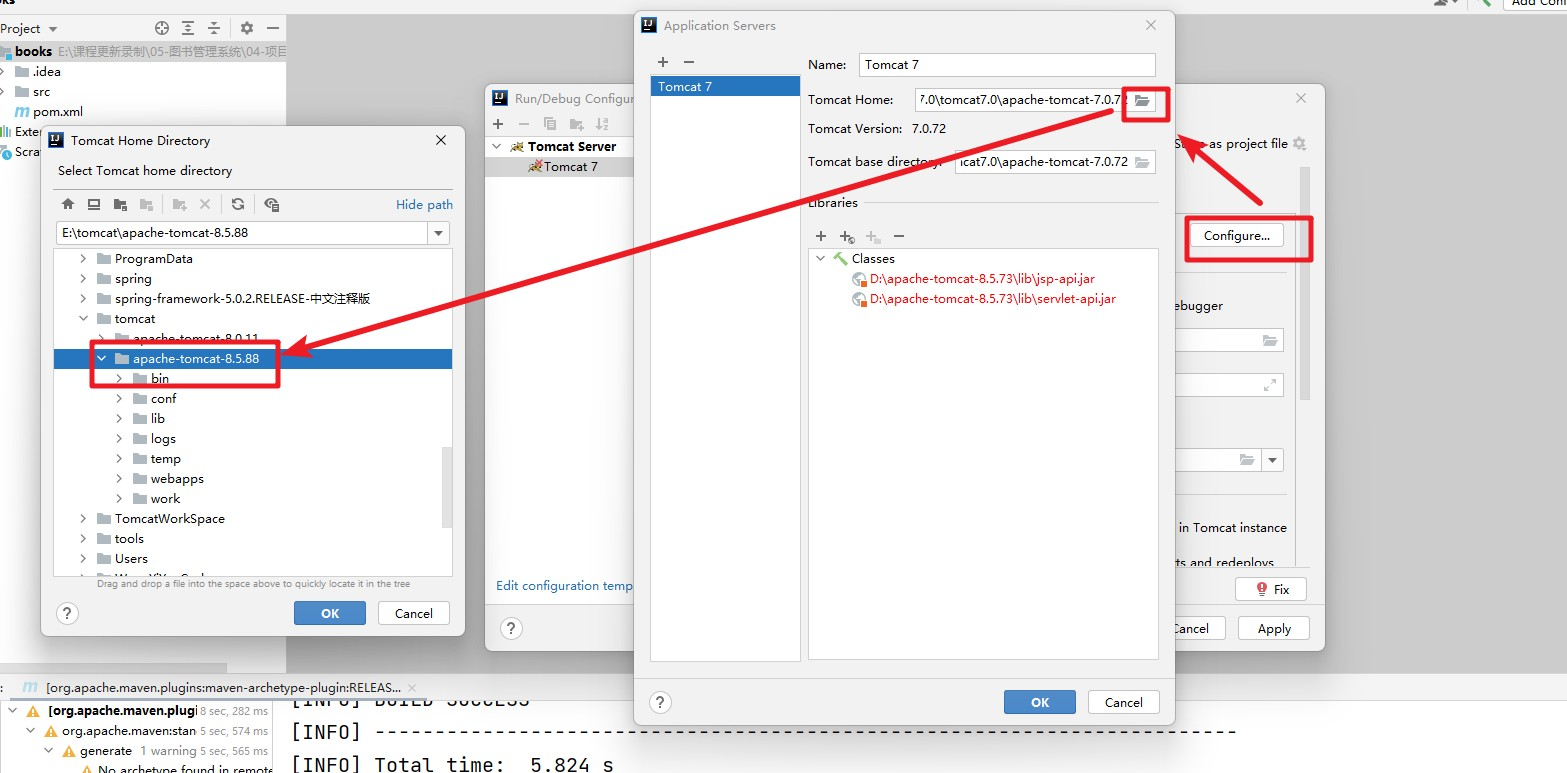 Add Conf
Project
books E:\课程更新录制\05-图书管理系统\04-项目
.idea
src
pom.xml
Exter
Scrat
Tomcat Home Directory
Select Tomcat home directory
Hide path
E:\tomcat\apache-tomcat-8.5.88
ProgramData
spring
spring-framework-5.0.2.RELEASE-中文注释版
tomcat
apache-tomcat-8.0.11
apache-tomcat-8.5.88
bin
conf
lib
logs
temp
webapps
work
TomcatWorkSpace
tools
Users
Drag and drop a file into the space above to quickly locate it in the tree
?
OK
Cancel
Run/Debug Configur
Tomcat Server
Tomcat 7
Edit configuration temp
?
Application Servers
Tomcat 7
Name: Tomcat 7
Tomcat Home: 7.0\tomcat7.0\apache-tomcat-7.0.72
Tomcat Version: 7.0.72
Tomcat base directory: cat7.0\apache-tomcat-7.0.72
Libraries
Classes
D:\apache-tomcat-8.5.73\lib\jsp-api.jar
D:\apache-tomcat-8.5.73\lib\servlet-api.jar
?
OK
Cancel
as project file
Configure...
ebugger
in Tomcat instance
ts and redeploys
Fix
Cancel
Apply
: [org.apache.maven.plugins:maven-archetype-plugin:RELEAS...
[org.apache.maven.plugi 8 sec, 282 ms
org.apache.maven:stan 5 sec, 574 ms
generate 1 warning 5 sec, 565 ms
No archetype found in remote
[INFO] BUILD SUCCESS
[INFO] ------------------------------------------------------------------------
[INFO] Total time: 5.824 s